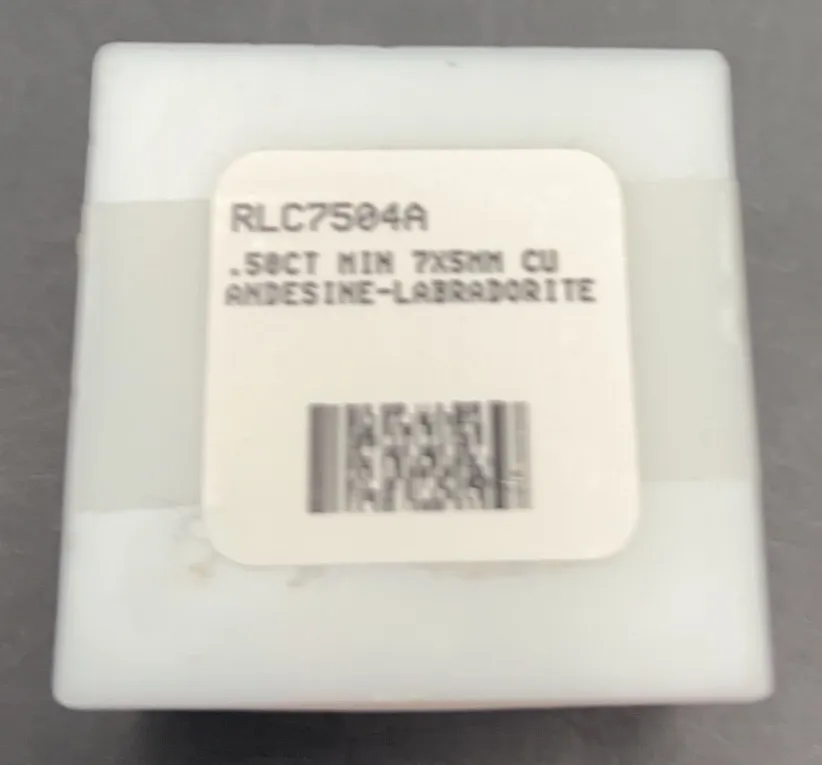 RLC7504A
.50CT MIN 7X5MM CU
ANDESINE-LABRADORITE